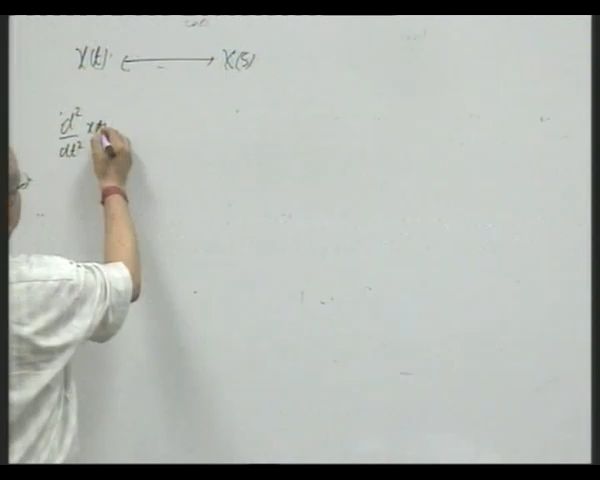 x(t) ⟷ X(s)
d²/dt² x(t